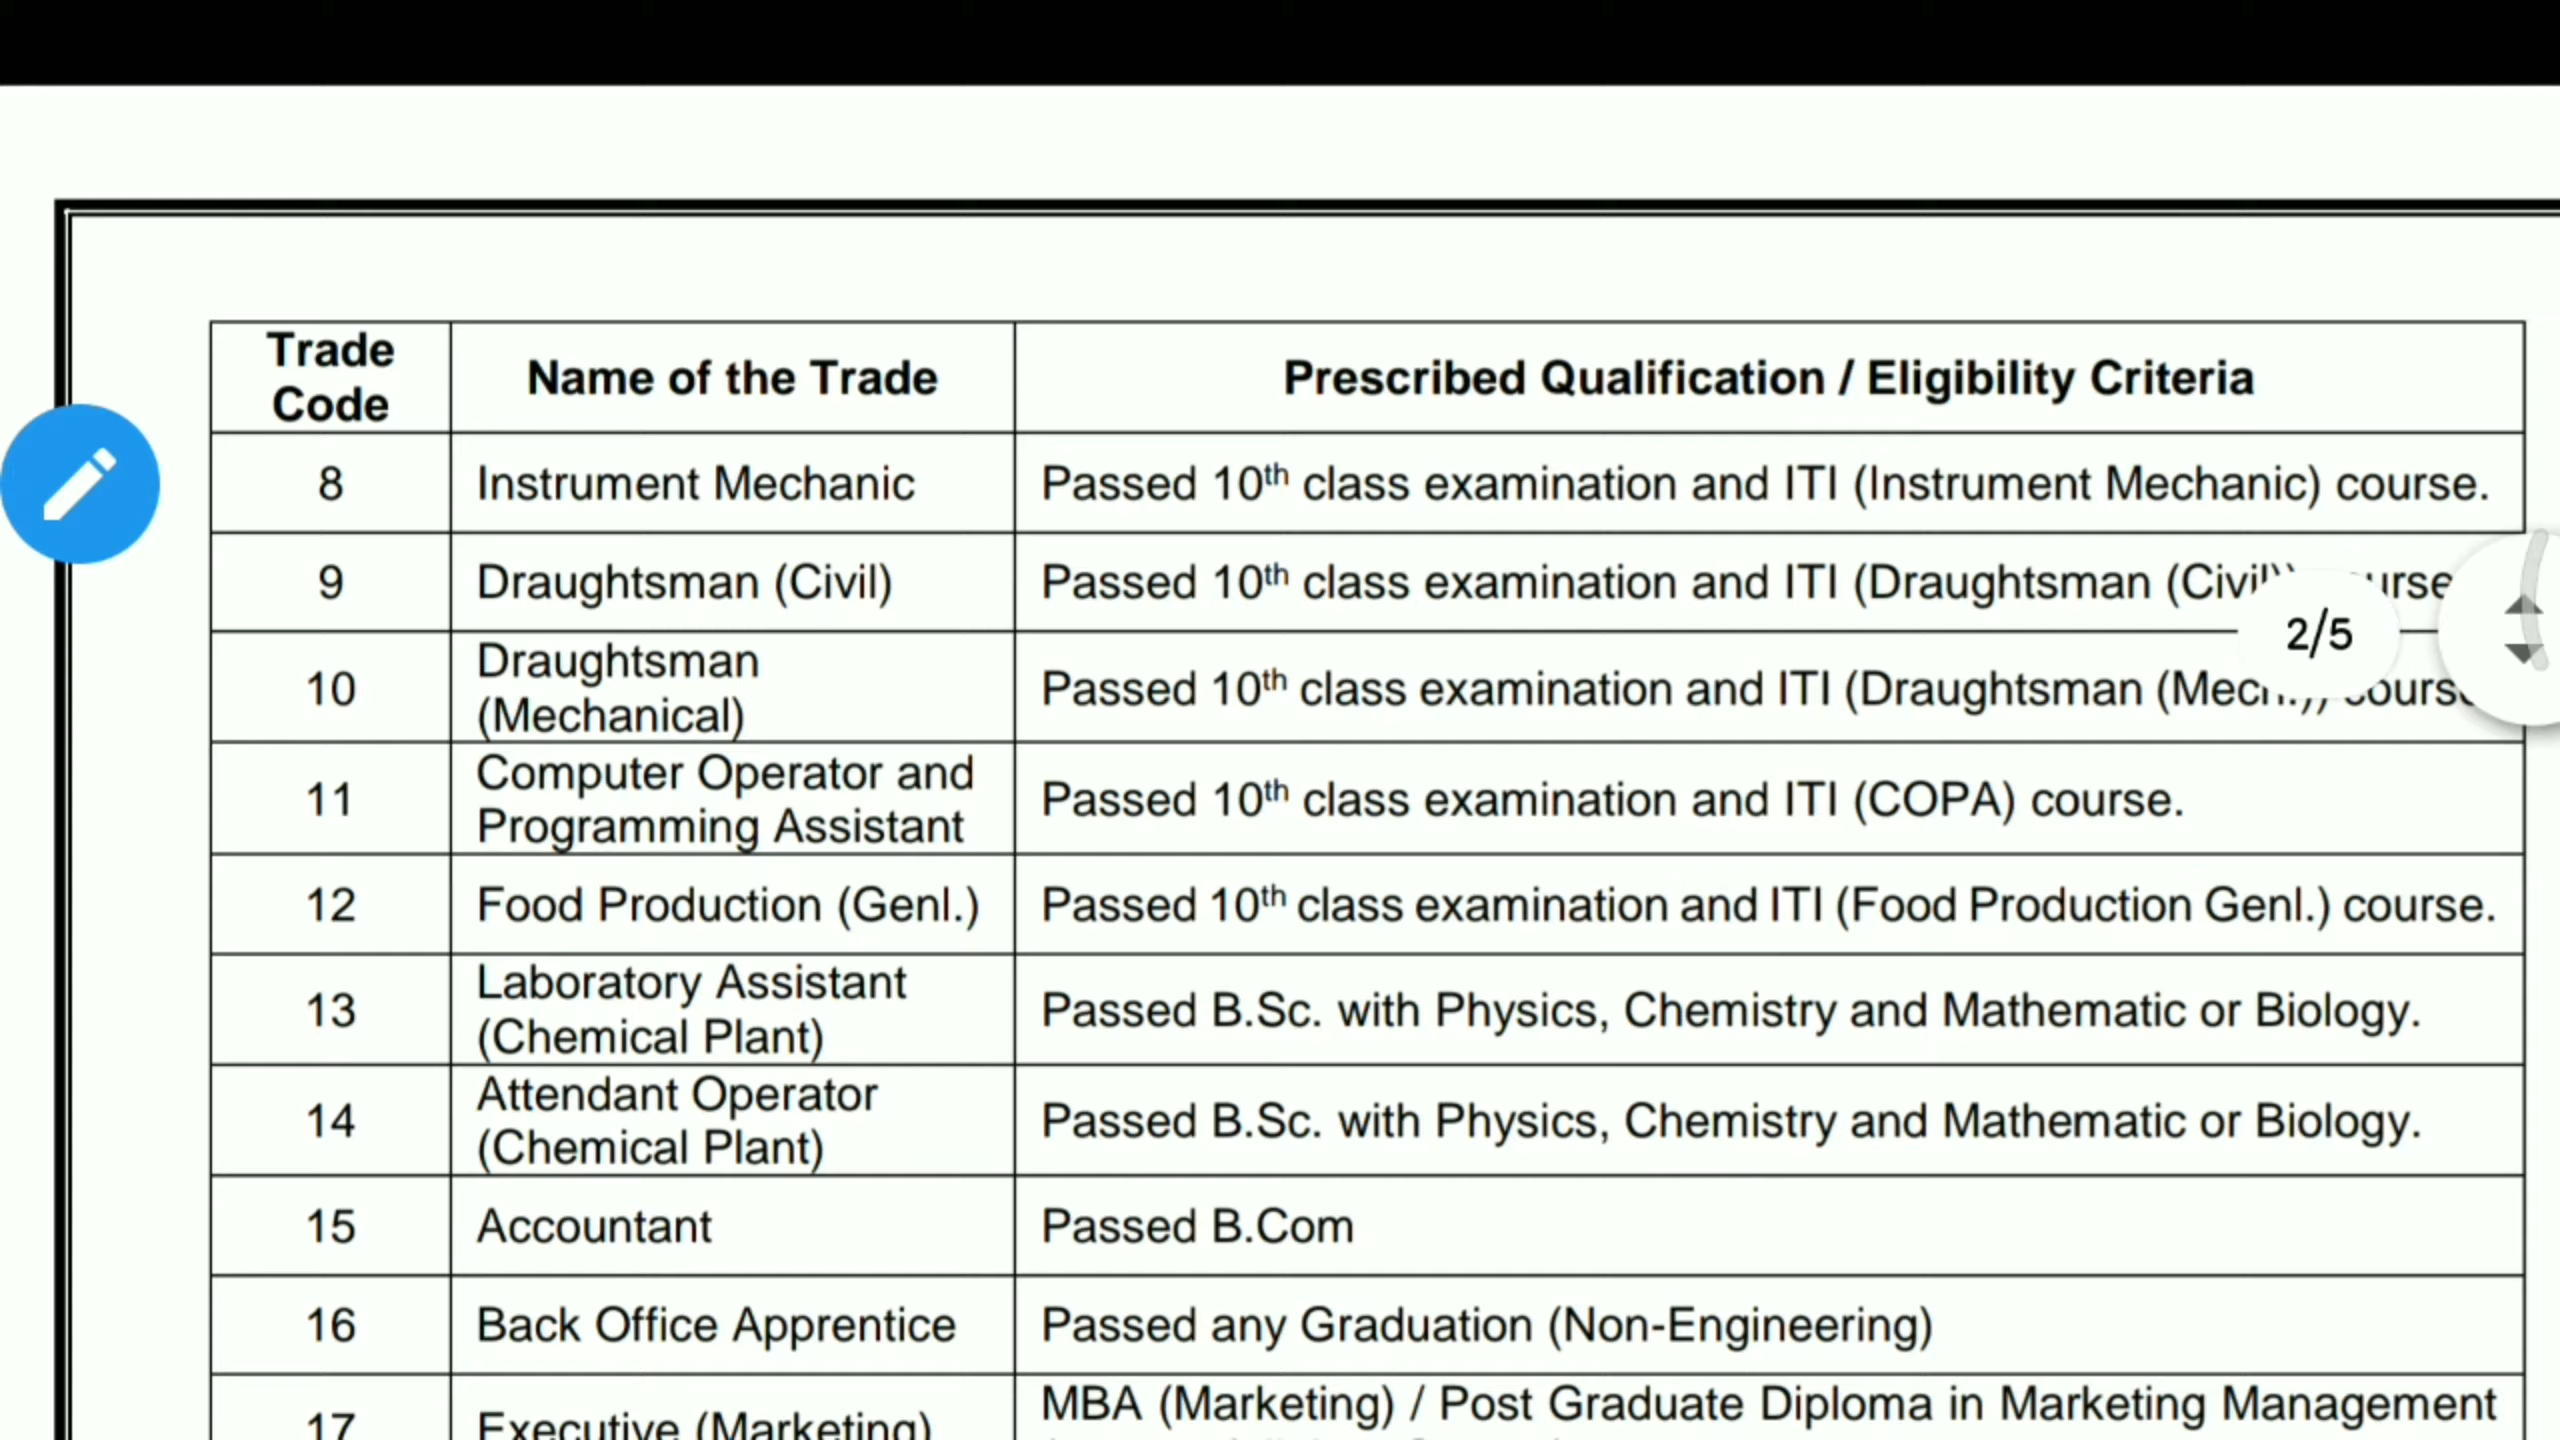 Trade
Code
Name of the Trade
Prescribed Qualification / Eligibility Criteria
8
Instrument Mechanic
Passed 10th class examination and ITI (Instrument Mechanic) course.
9
Draughtsman (Civil)
Passed 10th class examination and ITI (Draughtsman
2/5
10
Draughtsman
(Mechanical)
Passed 10th class examination and ITI (Draughtsman
11
Computer Operator and
Programming Assistant
Passed 10th class examination and ITI (COPA) course.
12
Food Production (Genl.)
Passed 10th class examination and ITI (Food Production Genl.) course.
13
Laboratory Assistant
(Chemical Plant)
Passed B.Sc. with Physics, Chemistry and Mathematic or Biology.
14
Attendant Operator
(Chemical Plant)
Passed B.Sc. with Physics, Chemistry and Mathematic or Biology.
15
Accountant
Passed B.Com
16
Back Office Apprentice
Passed any Graduation (Non-Engineering)
17
Executive (Marketing)
MBA (Marketing) / Post Graduate Diploma in Marketing Management